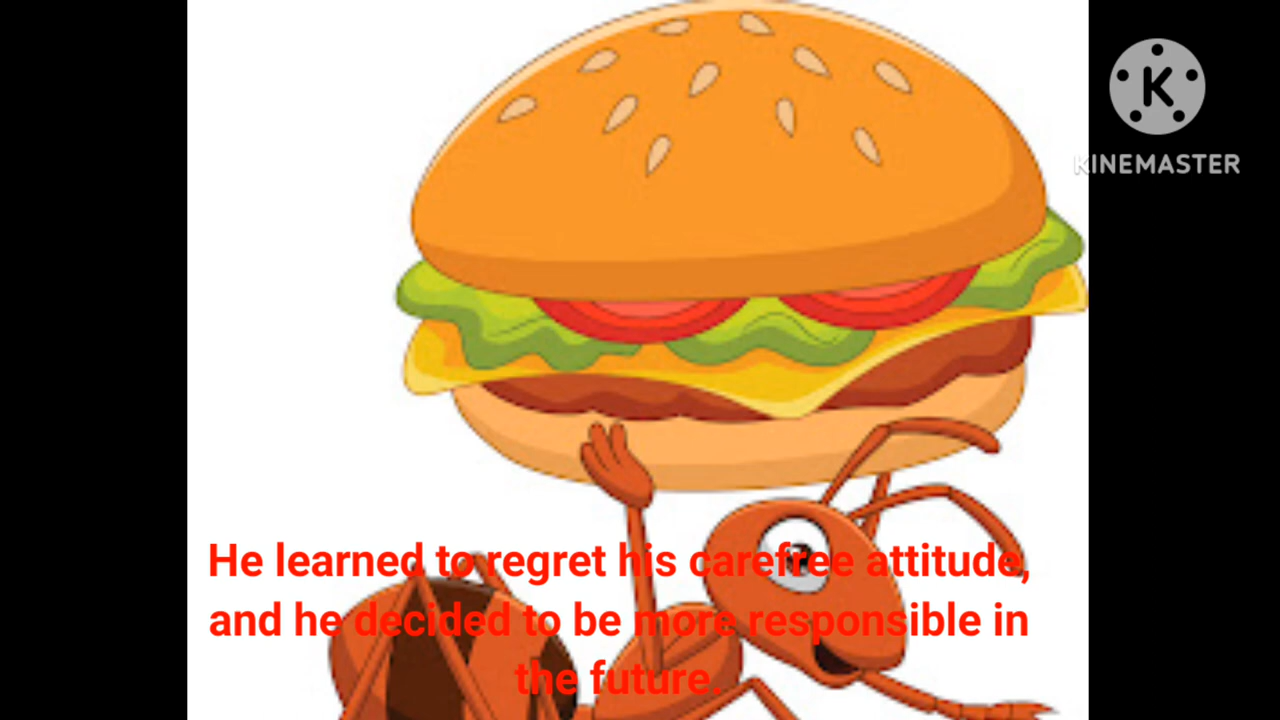 K
KINEMASTER
He learned to regret his carefree attitude,
and he decided to be more responsible in
the future.